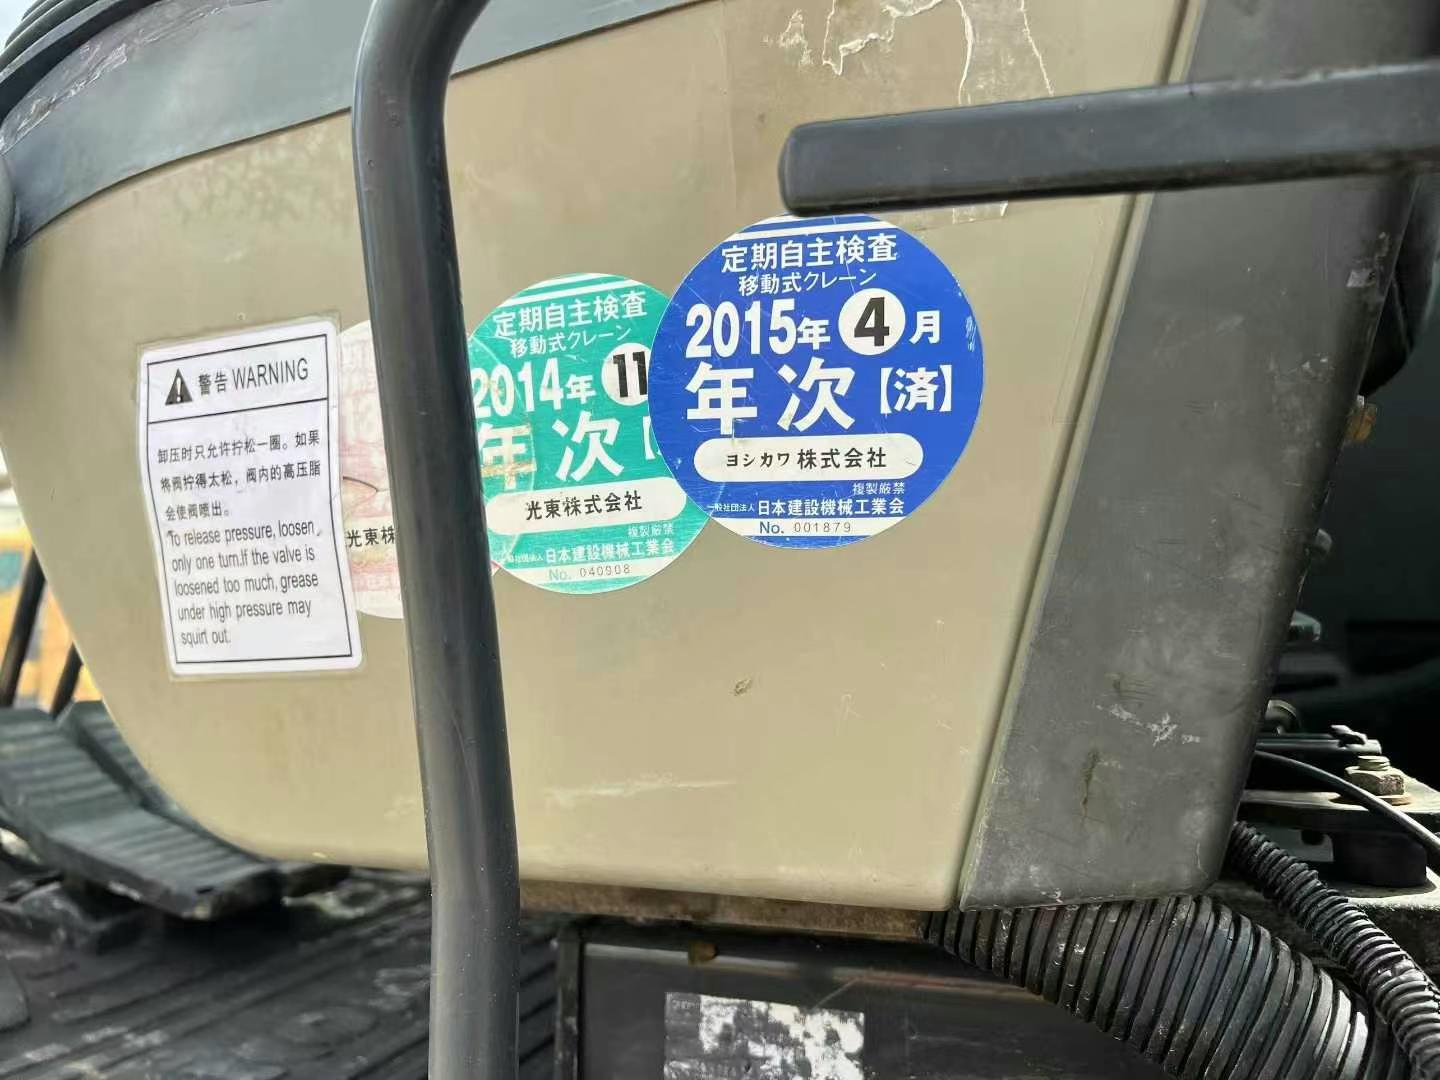 警告 WARNING
卸压时只允许拧松一圈。如果
将阀拧得太松，阀内的高压脂
会使阀喷出。
To release pressure, loosen
only one turn.If the valve is
loosened too much, grease
under high pressure may
squirt out.
光東株
定期自主検査
移動式クレーン
2014年 11
年次【
光東株式会社
複製厳禁
一般社団法人 日本建設機械工業会
No. 040908
定期自主検査
移動式クレーン
2015年 4月
年次【済】
ヨシカワ 株式会社
複製厳禁
一般社団法人 日本建設機械工業会
No. 001879